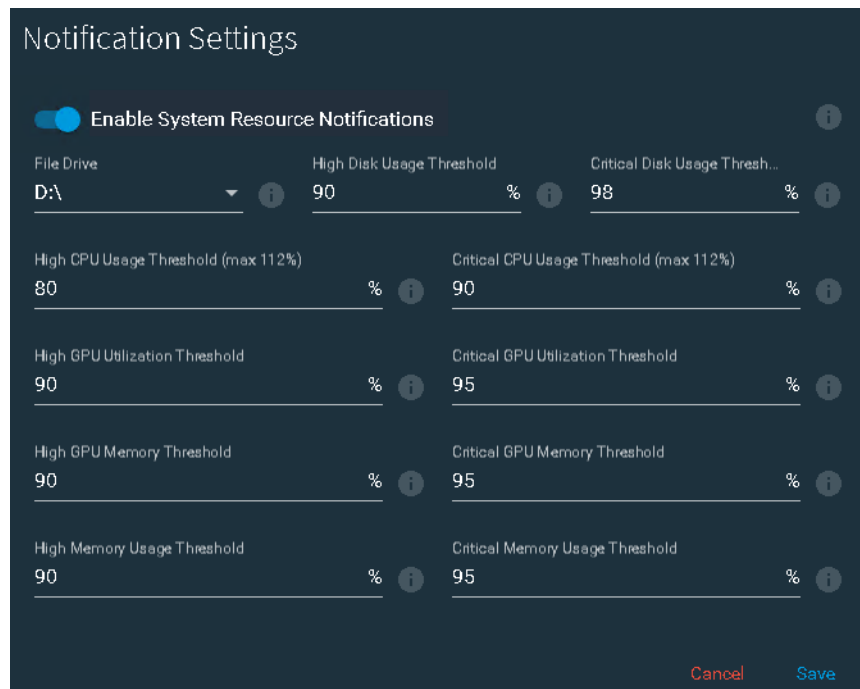 Notification Settings
Enable System Resource Notifications
File Drive High Disk Usage Threshold Critical Disk Usage Thresh...
D:\ 90 % 98 %
High CPU Usage Threshold (max 112%) Critical CPU Usage Threshold (max 112%)
80 % 90 %
High GPU Utilization Threshold Critical GPU Utilization Threshold
90 % 95 %
High GPU Memory Threshold Critical GPU Memory Threshold
90 % 95 %
High Memory Usage Threshold Critical Memory Usage Threshold
90 % 95 %
Cancel Save